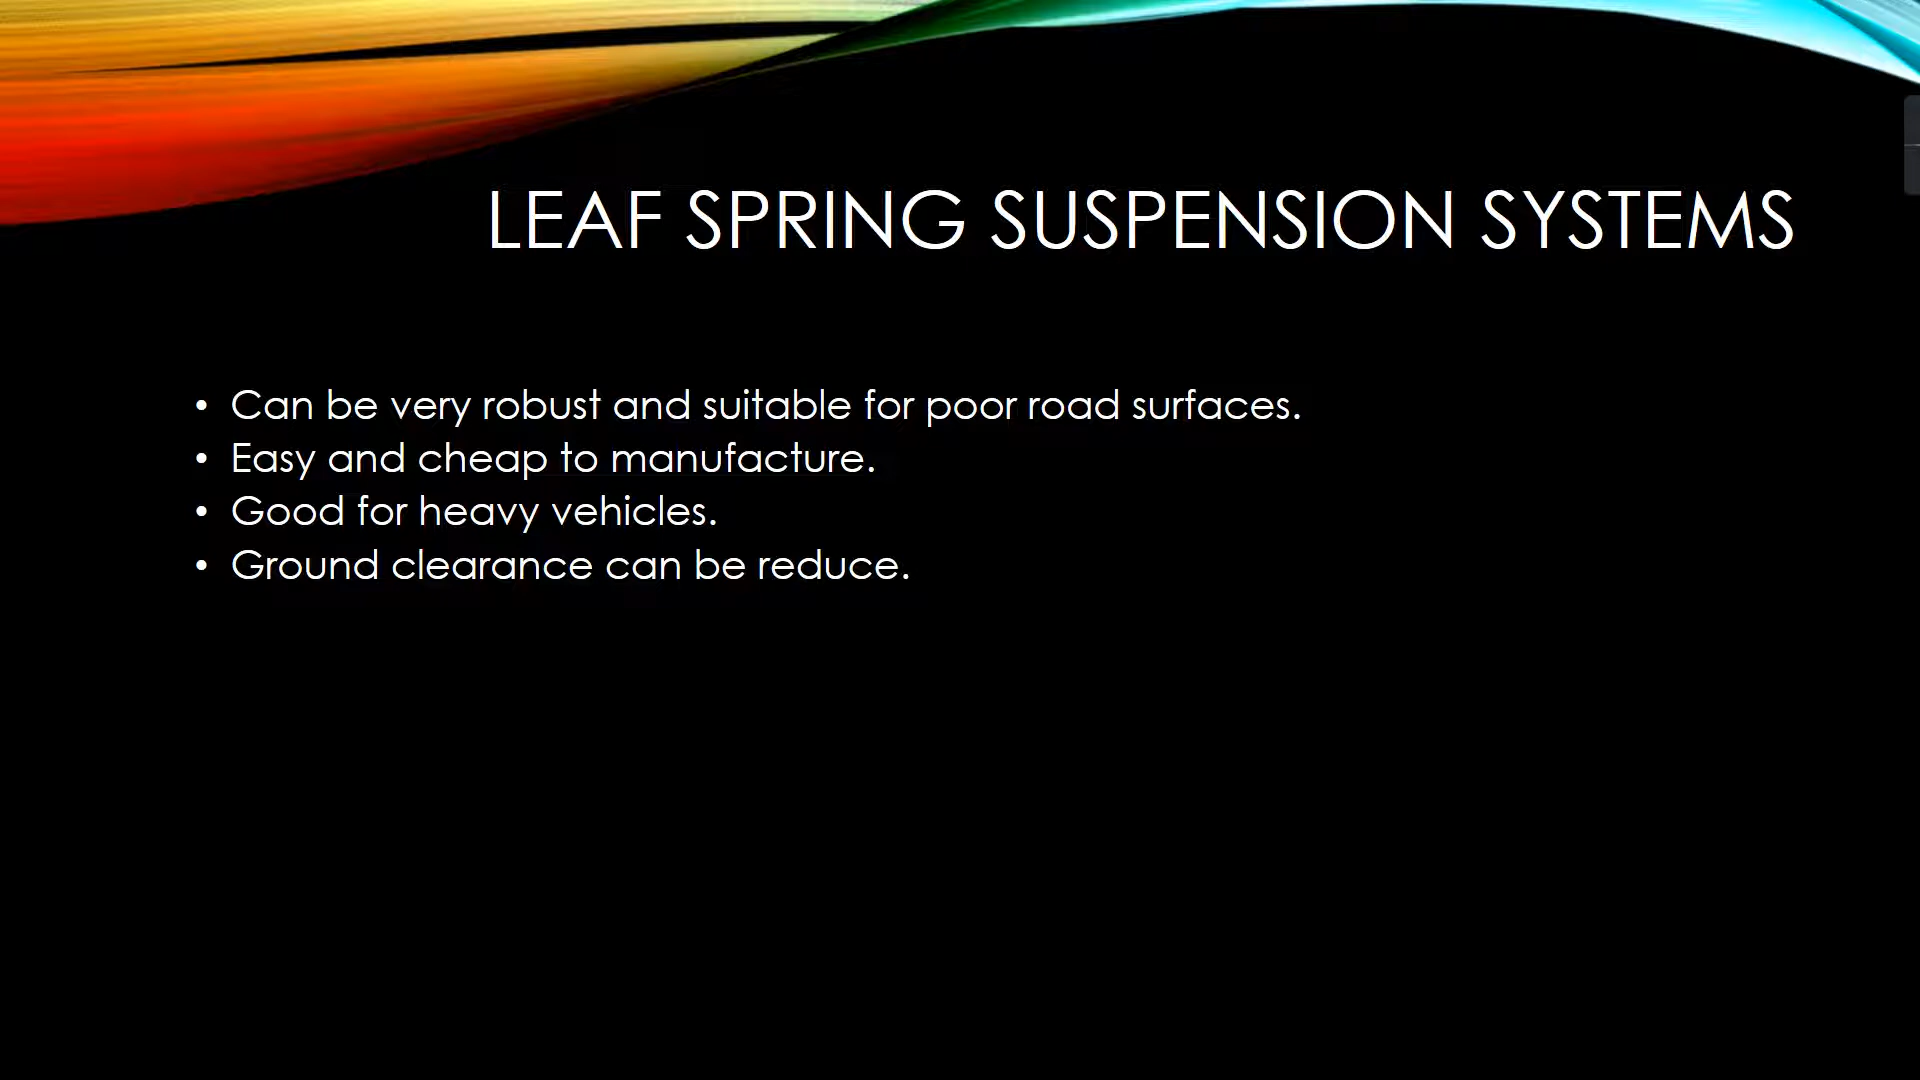 LEAF SPRING SUSPENSION SYSTEMS
• Can be very robust and suitable for poor road surfaces.
• Easy and cheap to manufacture.
• Good for heavy vehicles.
• Ground clearance can be reduce.